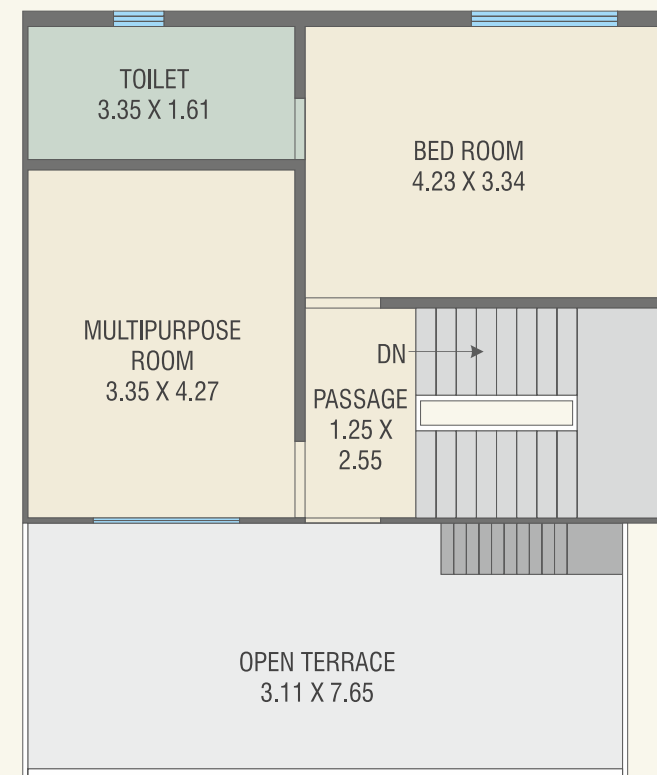 TOILET
3.35 X 1.61
BED ROOM
4.23 X 3.34
MULTIPURPOSE
ROOM
3.35 X 4.27
DN
PASSAGE
1.25 X
2.55
OPEN TERRACE
3.11 X 7.65